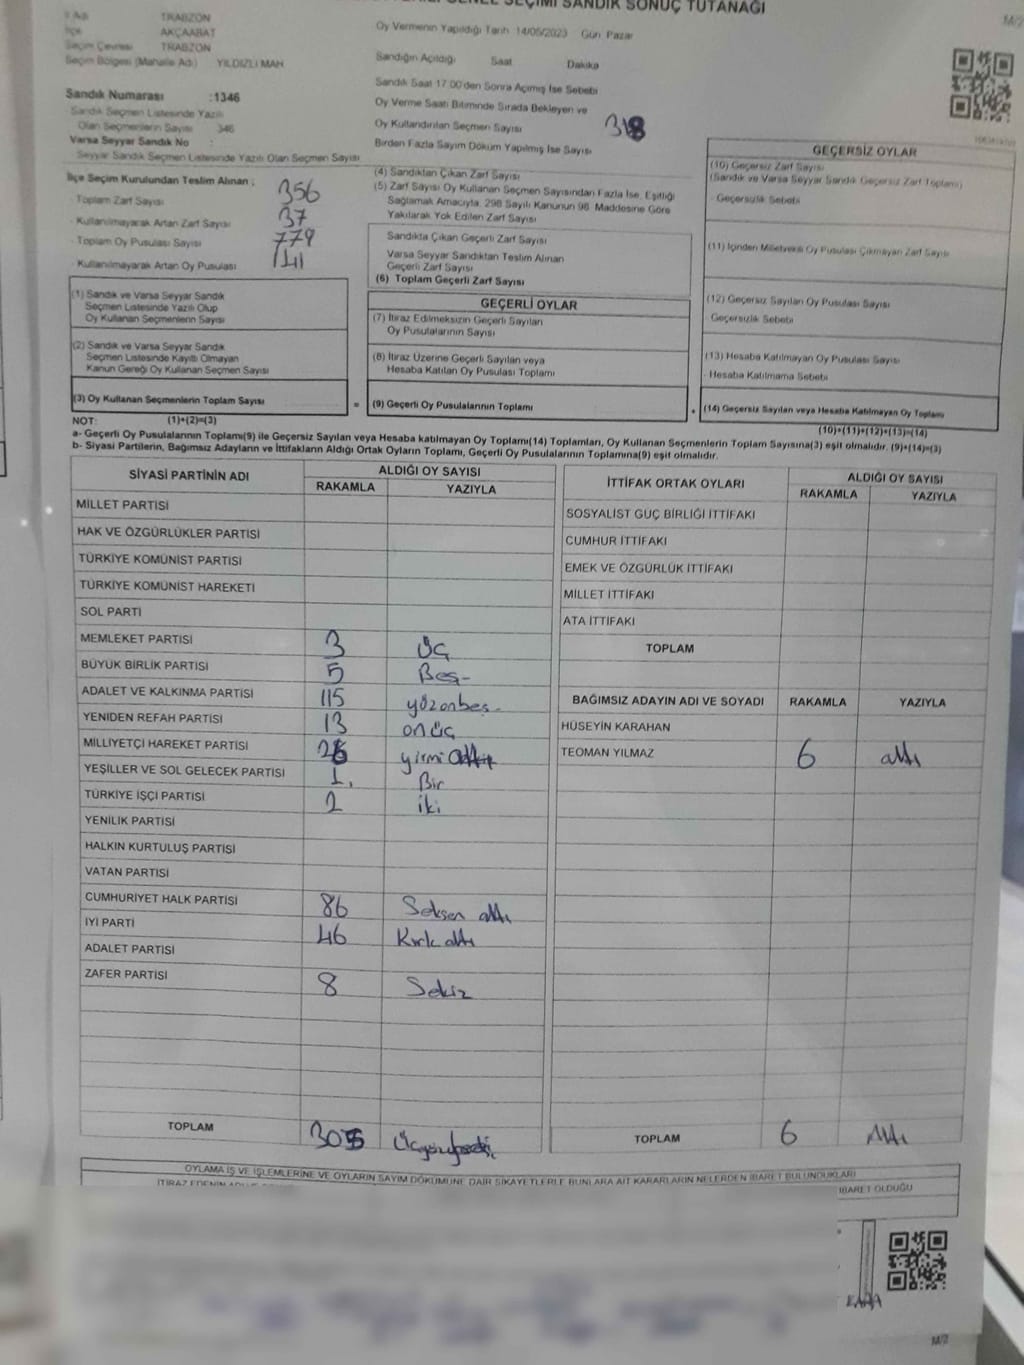 SEÇİMİ SANDIK SONUÇ TUTANAĞI
M/2
İl Adı TRABZON
İlçe AKÇAABAT
Seçim Çevresi TRABZON
Seçim Bölgesi (Mahalle Adı) YILDIZLI MAH
Sandık Numarası :1346
Sandık Seçmen Listesinde Yazılı
Olan Seçmenlerin Sayısı 346
Varsa Seyyar Sandık No :
Seyyar Sandık Seçmen Listesinde Yazılı Olan Seçmen Sayısı
Oy Vermenin Yapıldığı Tarih 14/05/2023 Gün Pazar
Sandığın Açıldığı Saat Dakika
Sandık Saat 17.00'den Sonra Açılmış İse Sebebi
Oy Verme Saati Bitiminde Sırada Bekleyen ve
Oy Kullandırılan Seçmen Sayısı 318
Birden Fazla Sayım Döküm Yapılmış İse Sayısı
İlçe Seçim Kurulundan Teslim Alınan ;
- Toplam Zarf Sayısı 356
- Kullanılmayarak Artan Zarf Sayısı 37
- Toplam Oy Pusulası Sayısı 779
- Kullanılmayarak Artan Oy Pusulası 141
(1) Sandık ve Varsa Seyyar Sandık
Seçmen Listesinde Yazılı Olup
Oy Kullanan Seçmenlerin Sayısı
(2) Sandık ve Varsa Seyyar Sandık
Seçmen Listesinde Kayıtlı Olmayan
Kanun Gereği Oy Kullanan Seçmen Sayısı
(3) Oy Kullanan Seçmenlerin Toplam Sayısı =
(4) Sandıktan Çıkan Zarf Sayısı
(5) Zarf Sayısı Oy Kullanan Seçmen Sayısından Fazla İse, Eşitliği
Sağlamak Amacıyla, 298 Sayılı Kanunun 98. Maddesine Göre
Yakılarak Yok Edilen Zarf Sayısı
Sandıkta Çıkan Geçerli Zarf Sayısı
Varsa Seyyar Sandıktan Teslim Alınan
Geçerli Zarf Sayısı
(6) Toplam Geçerli Zarf Sayısı
GEÇERLİ OYLAR
(7) İtiraz Edilmeksizin Geçerli Sayılan
Oy Pusulalarının Sayısı
(8) İtiraz Üzerine Geçerli Sayılan veya
Hesaba Katılan Oy Pusulası Toplamı
(9) Geçerli Oy Pusulalarının Toplamı +
GEÇERSİZ OYLAR
(10) Geçersiz Zarf Sayısı
(Sandık ve Varsa Seyyar Sandık Geçersiz Zarf Toplamı)
- Geçersizlik Sebebi
(11) İçinden Milletvekili Oy Pusulası Çıkmayan Zarf Sayısı
(12) Geçersiz Sayılan Oy Pusulası Sayısı
- Geçersizlik Sebebi
(13) Hesaba Katılmayan Oy Pusulası Sayısı
- Hesaba Katılmama Sebebi
(14) Geçersiz Sayılan veya Hesaba Katılmayan Oy Toplamı
NOT: (1)+(2)=(3) (10)+(11)+(12)+(13)=(14)
a- Geçerli Oy Pusulalarının Toplamı(9) ile Geçersiz Sayılan veya Hesaba katılmayan Oy Toplamı(14) Toplamları, Oy Kullanan Seçmenlerin Toplam Sayısına(3) eşit olmalıdır. (9)+(14)=(3)
b- Siyasi Partilerin, Bağımsız Adayların ve İttifakların Aldığı Ortak Oyların Toplamı, Geçerli Oy Pusulalarının Toplamına(9) eşit olmalıdır.
SİYASİ PARTİNİN ADI ALDIĞI OY SAYISI
RAKAMLA YAZIYLA
MİLLET PARTİSİ
HAK VE ÖZGÜRLÜKLER PARTİSİ
TÜRKİYE KOMÜNİST PARTİSİ
TÜRKİYE KOMÜNİST HAREKETİ
SOL PARTİ
MEMLEKET PARTİSİ 3 üç
BÜYÜK BİRLİK PARTİSİ 5 Beş-
ADALET VE KALKINMA PARTİSİ 115 yüzonbeş-
YENİDEN REFAH PARTİSİ 13 onüç
MİLLİYETÇİ HAREKET PARTİSİ 26 yirmi
YEŞİLLER VE SOL GELECEK PARTİSİ 1. Bir
TÜRKİYE İŞÇİ PARTİSİ 2 iki
YENİLİK PARTİSİ
HALKIN KURTULUŞ PARTİSİ
VATAN PARTİSİ
CUMHURİYET HALK PARTİSİ 86 Seksen altı
İYİ PARTİ 46 Kırk altı
ADALET PARTİSİ
ZAFER PARTİSİ 8 Sekiz
TOPLAM 305
İTTİFAK ORTAK OYLARI ALDIĞI OY SAYISI
RAKAMLA YAZIYLA
SOSYALİST GÜÇ BİRLİĞİ İTTİFAKI
CUMHUR İTTİFAKI
EMEK VE ÖZGÜRLÜK İTTİFAKI
MİLLET İTTİFAKI
ATA İTTİFAKI
TOPLAM
BAĞIMSIZ ADAYIN ADI VE SOYADI RAKAMLA YAZIYLA
HÜSEYİN KARAHAN
TEOMAN YILMAZ 6 altı
TOPLAM 6 Altı
OYLAMA İŞ VE İŞLEMLERİNE VE OYLARIN SAYIM DÖKÜMÜNE DAİR ŞİKAYETLERLE BUNLARA AİT KARARLARIN NELERDEN İBARET BULUNDUKLARI
İTİRAZ EDENİN İBARET OLDUĞU
M/2